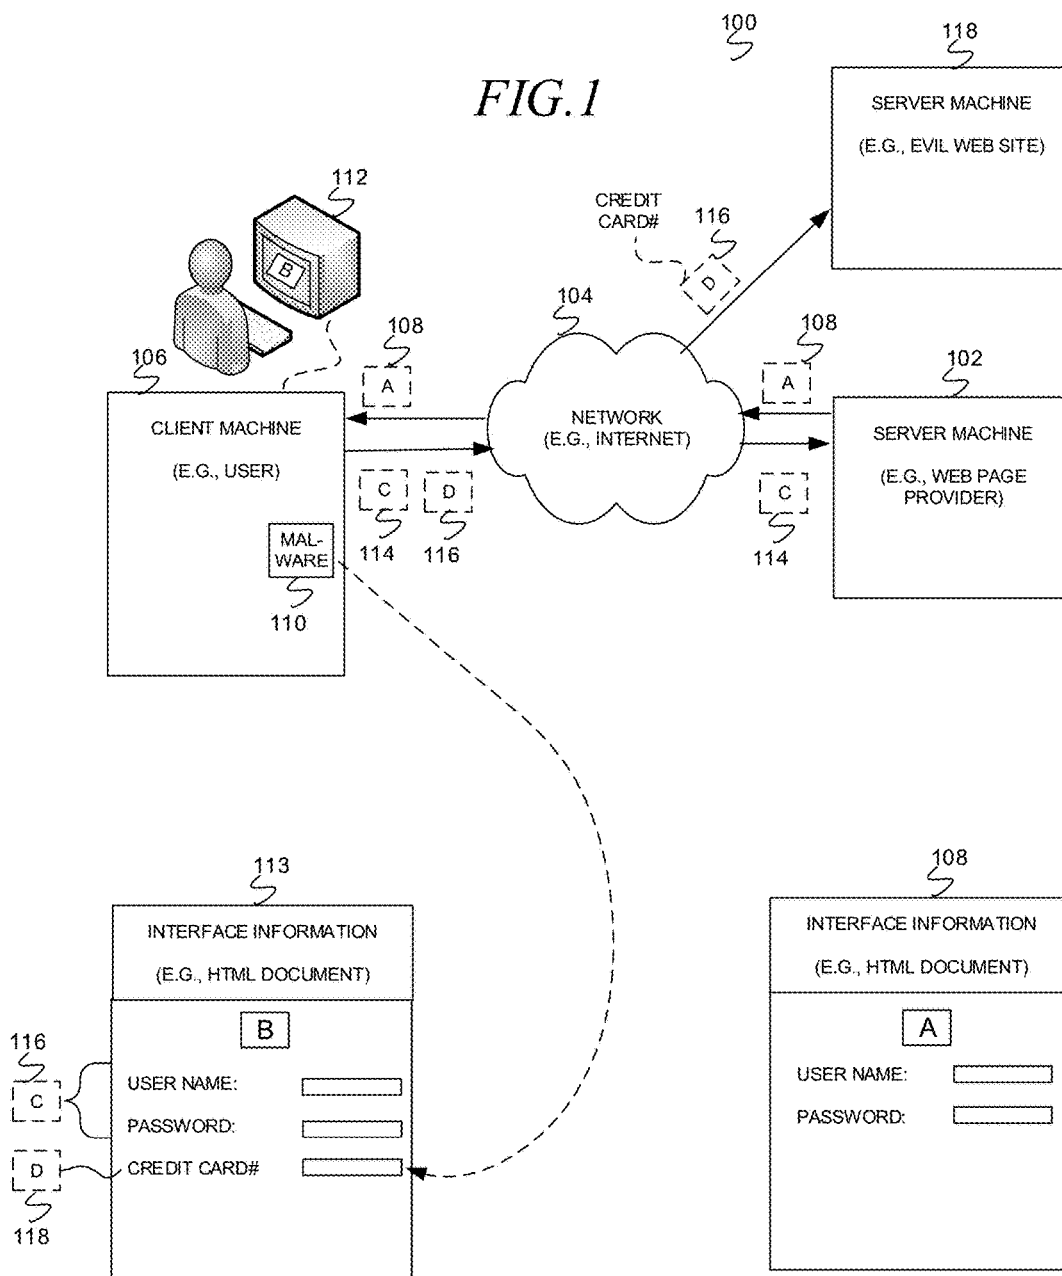 100
118
FIG.1
SERVER MACHINE
(E.G., EVIL WEB SITE)
112
CREDIT
CARD#
116
D
B
104
108
106
A
108
A
102
CLIENT MACHINE
(E.G., USER)
NETWORK
(E.G., INTERNET)
SERVER MACHINE
(E.G., WEB PAGE
PROVIDER)
C
D
114
116
C
114
MAL-
WARE
110
113
108
INTERFACE INFORMATION
(E.G., HTML DOCUMENT)
INTERFACE INFORMATION
(E.G., HTML DOCUMENT)
B
A
116
C
USER NAME:
PASSWORD:
CREDIT CARD#
D
118
USER NAME:
PASSWORD: